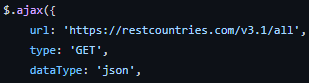 $.ajax({
    url: 'https://restcountries.com/v3.1/all',
    type: 'GET',
    dataType: 'json',